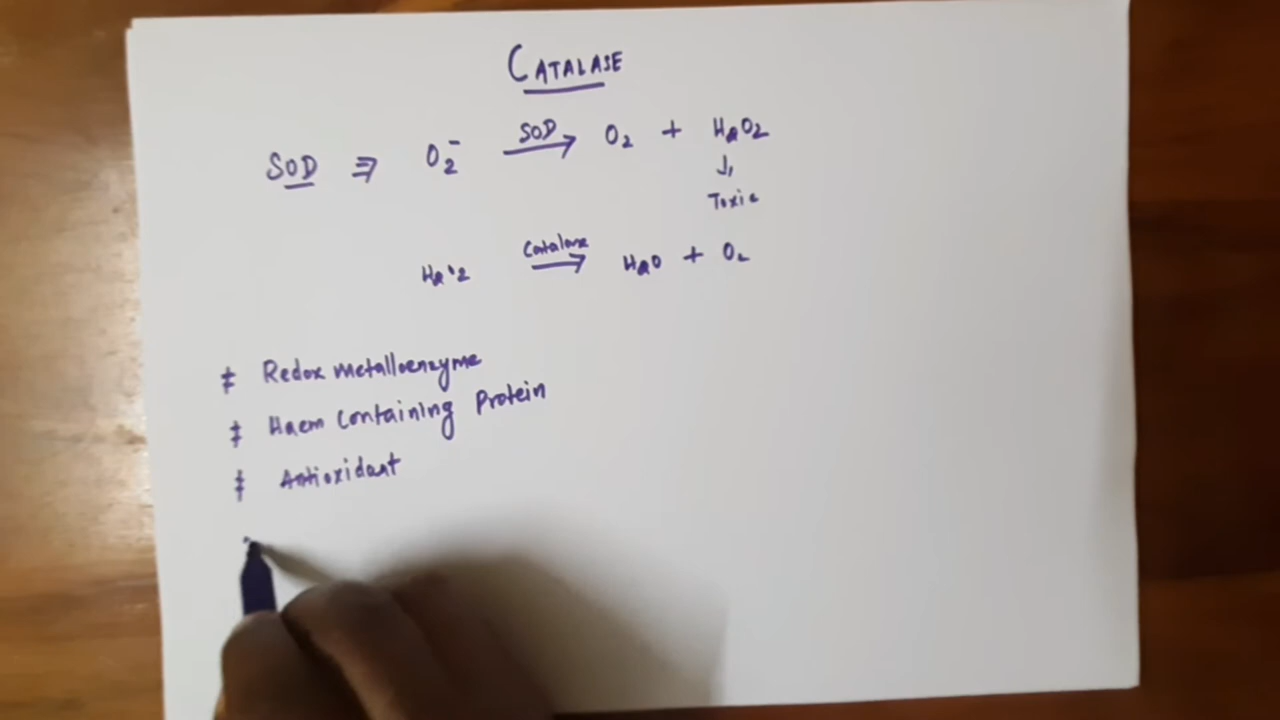 CATALASE
SOD ⇒ O2⁻ SOD→ O2 + H2O2
↓
Toxic
H2O2 Catalase→ H2O + O2
‡ Redox metalloenzyme
‡ Haem containing Protein
‡ Antioxidant